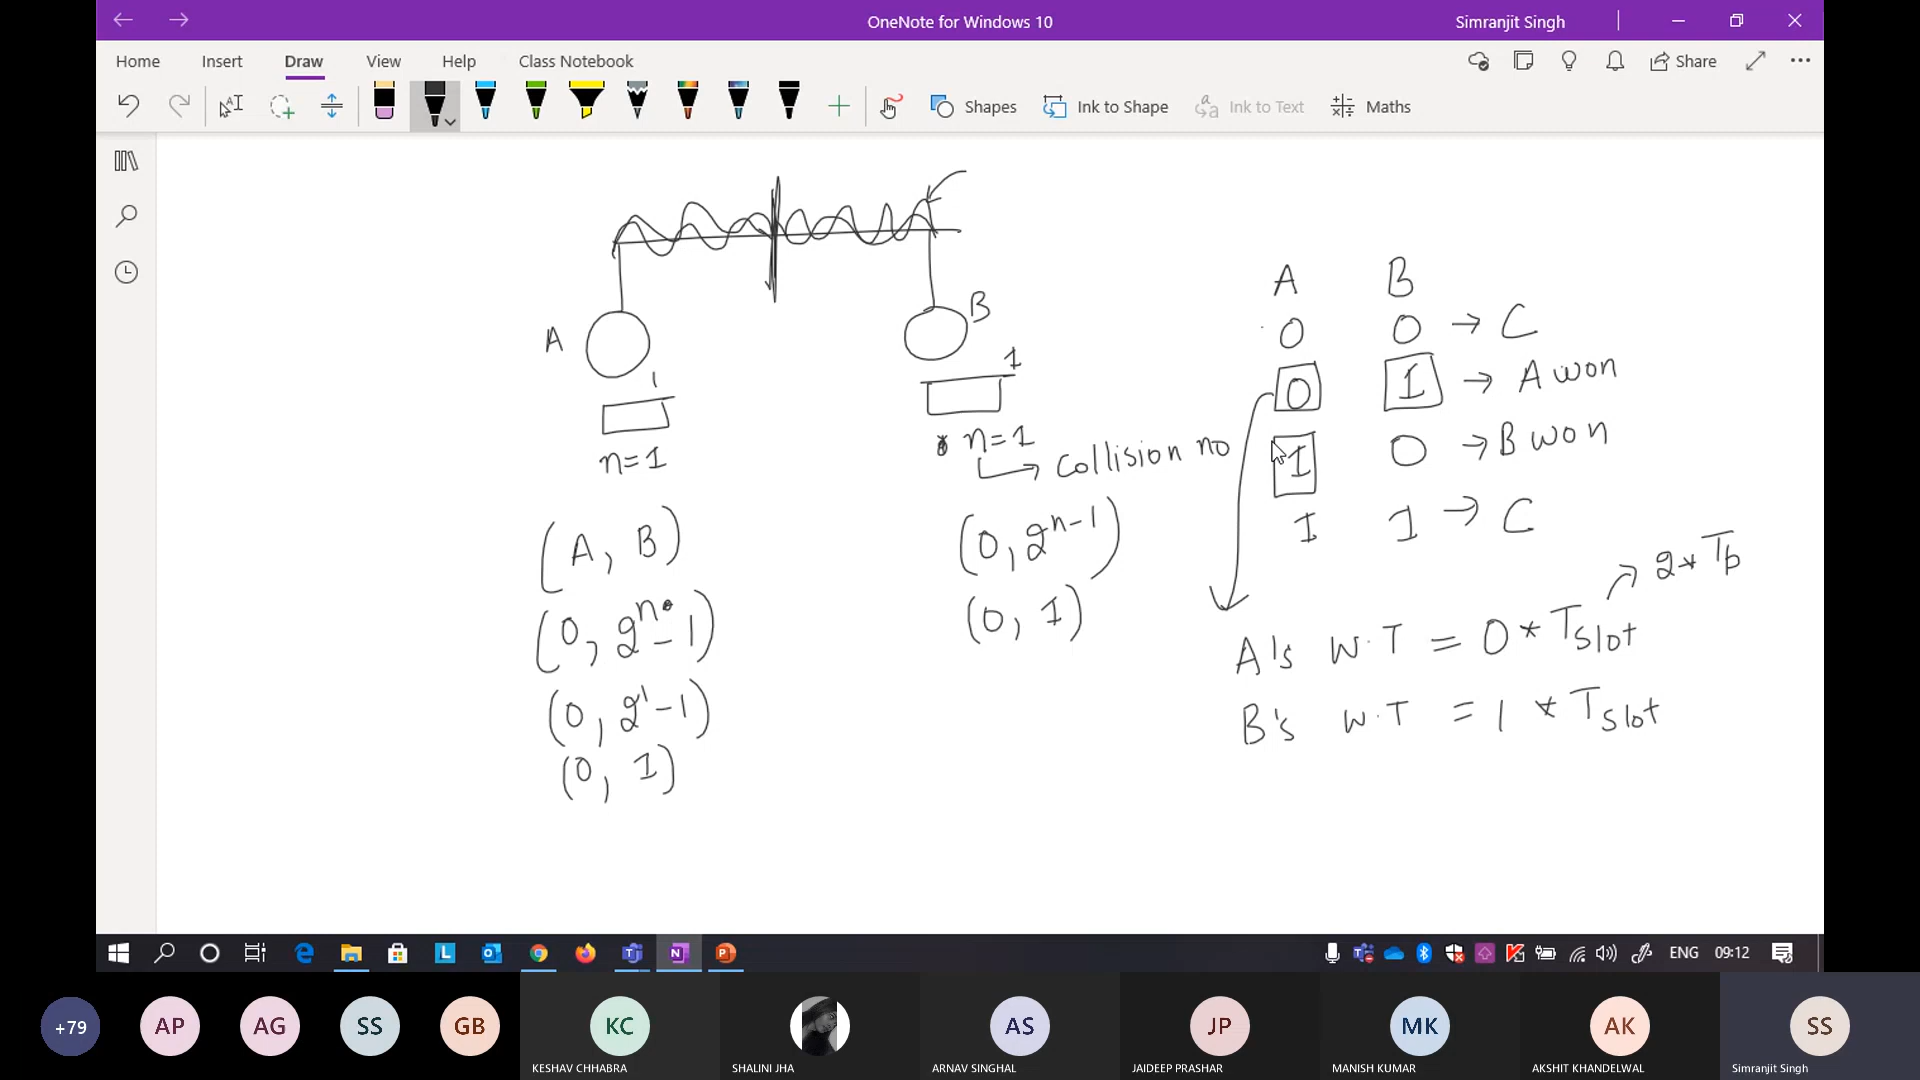 OneNote for Windows 10
Simranjit Singh
Home Insert Draw View Help Class Notebook
Share
Shapes Ink to Shape Ink to Text Maths
A
1
n=1
(A, B)
(0, 2^n-1)
(0, 2^1-1)
(0, 1)
B
1
n=1
Collision no
(0, 2^n-1)
(0, 1)
A B
0 0 → C
0 1 → A won
1 0 → B won
1 1 → C
2*Tp
A's W.T = 0 * Tslot
B's W.T = 1 * Tslot
ENG 09:12
+79 AP AG SS GB KC AS JP MK AK SS
KESHAV CHHABRA SHALINI JHA ARNAV SINGHAL JAIDEEP PRASHAR MANISH KUMAR AKSHIT KHANDELWAL Simranjit Singh